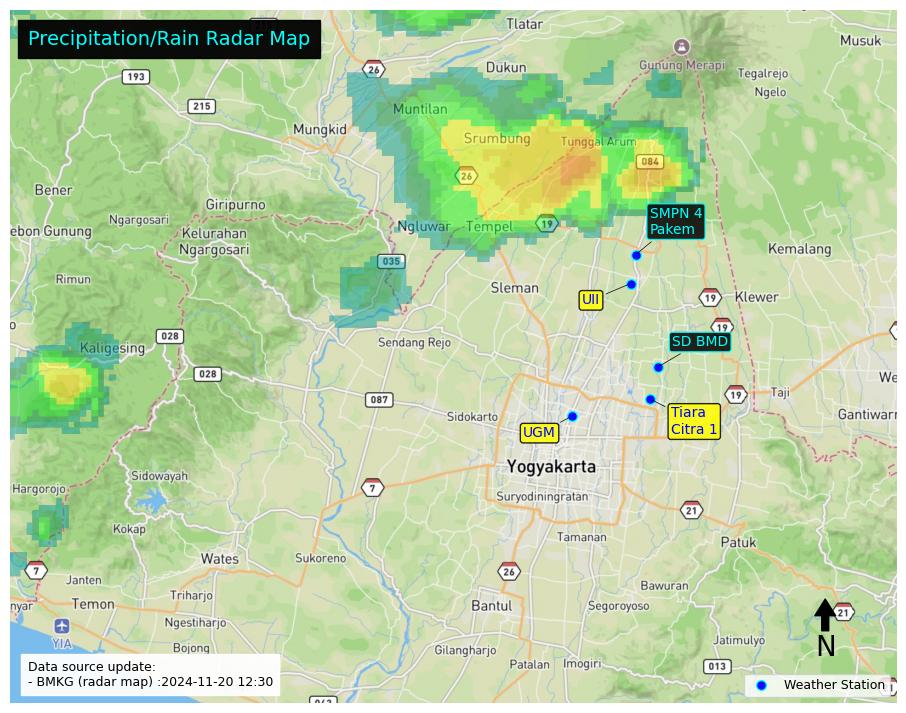 Precipitation/Rain Radar Map
Tlatar
Musuk
26
Dukun
Gunung Merapi
Tegalrejo
193
Ngelo
215
Muntilan
Mungkid
Srumbung
Tunggal Arum
084
26
Bener
Giripurno
Ngargosari
SMPN 4
Pakem
ebon Gunung
Kelurahan
Ngargosari
Ngluwar
Tempel
19
Kemalang
035
Rimun
Sleman
UII
19
Klewer
19
028
Kaligesing
Sendang Rejo
SD BMD
028
We
087
19
Taji
Sidokarto
Tiara
Citra 1
Gantiwarn
UGM
Yogyakarta
Sidowayah
Hargorojo
7
Suryodiningratan
21
Kokap
Tamanan
Patuk
Wates
Sukoreno
7
26
Janten
Bawuran
Triharjo
nyar
Temon
Bantul
Segoroyoso
21
Ngestiharjo
YIA
Jatimulyo
N
Bojong
Gilangharjo
Patalan
Imogiri
013
Data source update:
- BMKG (radar map) :2024-11-20 12:30
Weather Station